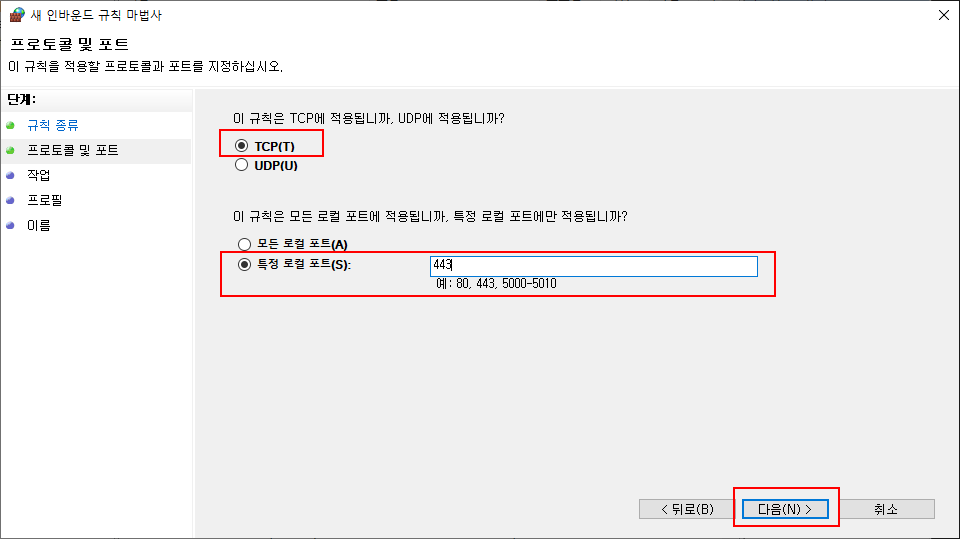 새 인바운드 규칙 마법사
프로토콜 및 포트
이 규칙을 적용할 프로토콜과 포트를 지정하십시오.
단계:
규칙 종류
프로토콜 및 포트
작업
프로필
이름
이 규칙은 TCP에 적용됩니까, UDP에 적용됩니까?
TCP(T)
UDP(U)
이 규칙은 모든 로컬 포트에 적용됩니까, 특정 로컬 포트에만 적용됩니까?
모든 로컬 포트(A)
특정 로컬 포트(S): 443
예: 80, 443, 5000-5010
< 뒤로(B) 다음(N) > 취소